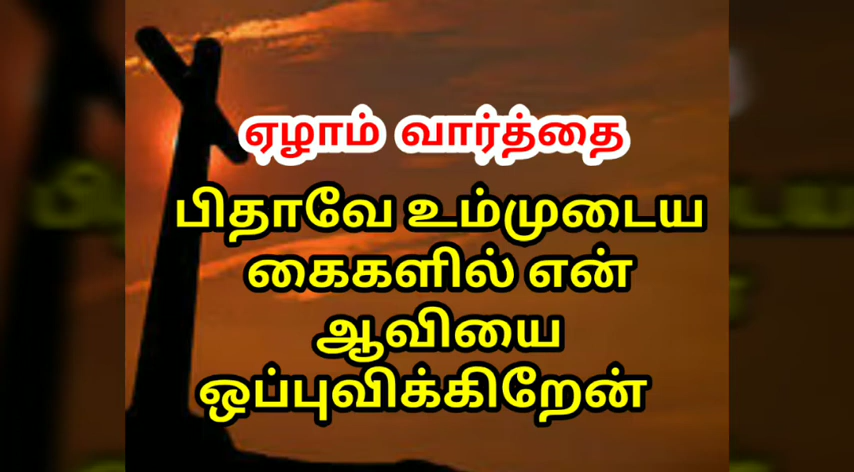 ஏழாம் வார்த்தை
பிதாவே உம்முடைய
கைகளில் என்
ஆவியை
ஒப்புவிக்கிறேன்